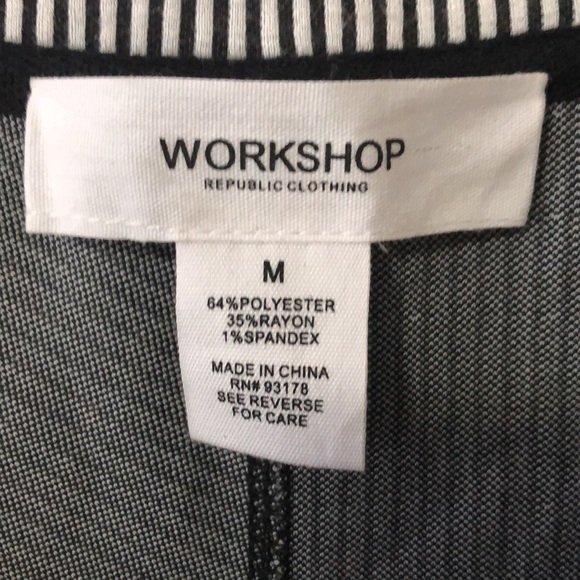 WORKSHOP
REPUBLIC CLOTHING
M
64%POLYESTER
35%RAYON
1%SPANDEX
MADE IN CHINA
RN# 93178
SEE REVERSE
FOR CARE